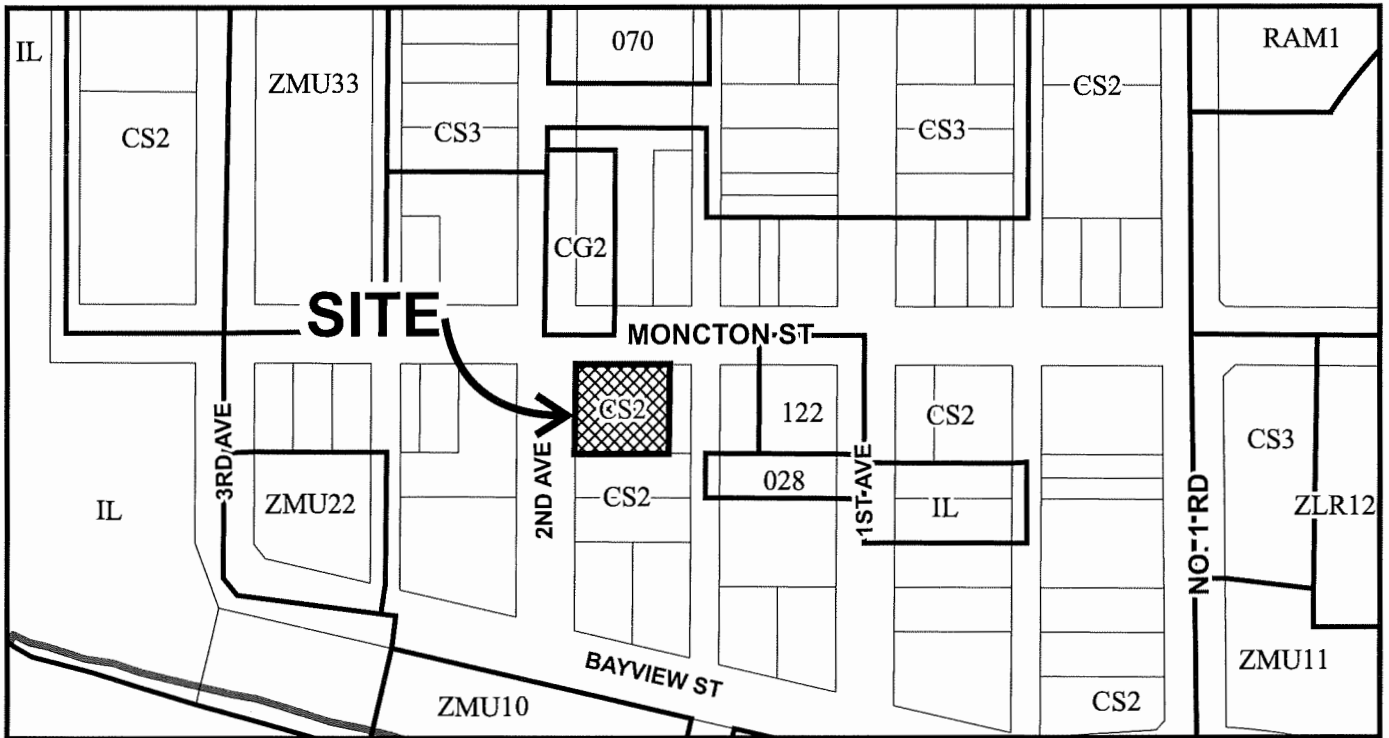 IL
070
RAM1
ZMU33
CS2
CS2
CS3
CS3
CG2
SITE
MONCTON ST
CS2
122
CS2
3RD AVE
2ND AVE
1ST AVE
NO. 1 RD
CS3
028
CS2
IL
ZMU22
IL
ZLR12
BAYVIEW ST
ZMU11
ZMU10
CS2